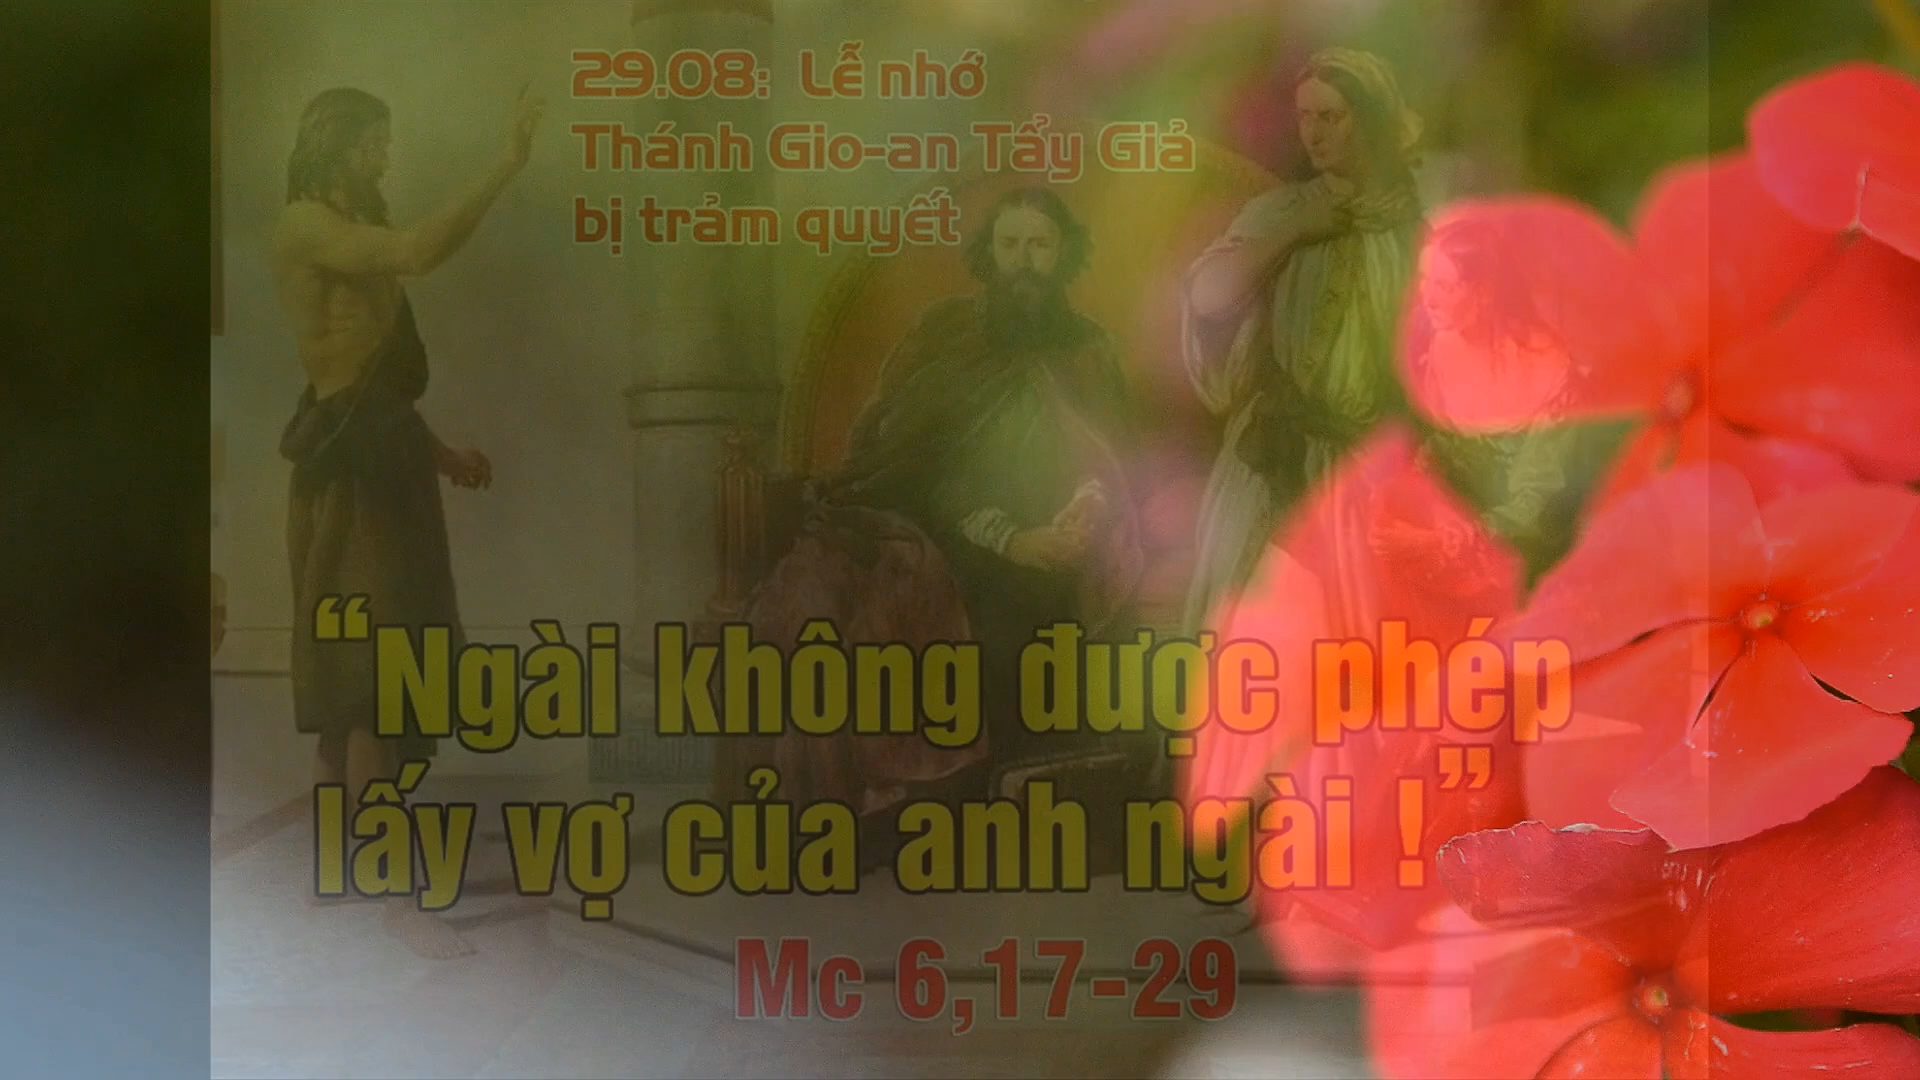 29.08: Lễ nhớ
Thánh Gio-an Tẩy Giả
bị trảm quyết
“Ngài không được phép
lấy vợ của anh ngài !”
Mc 6,17-29